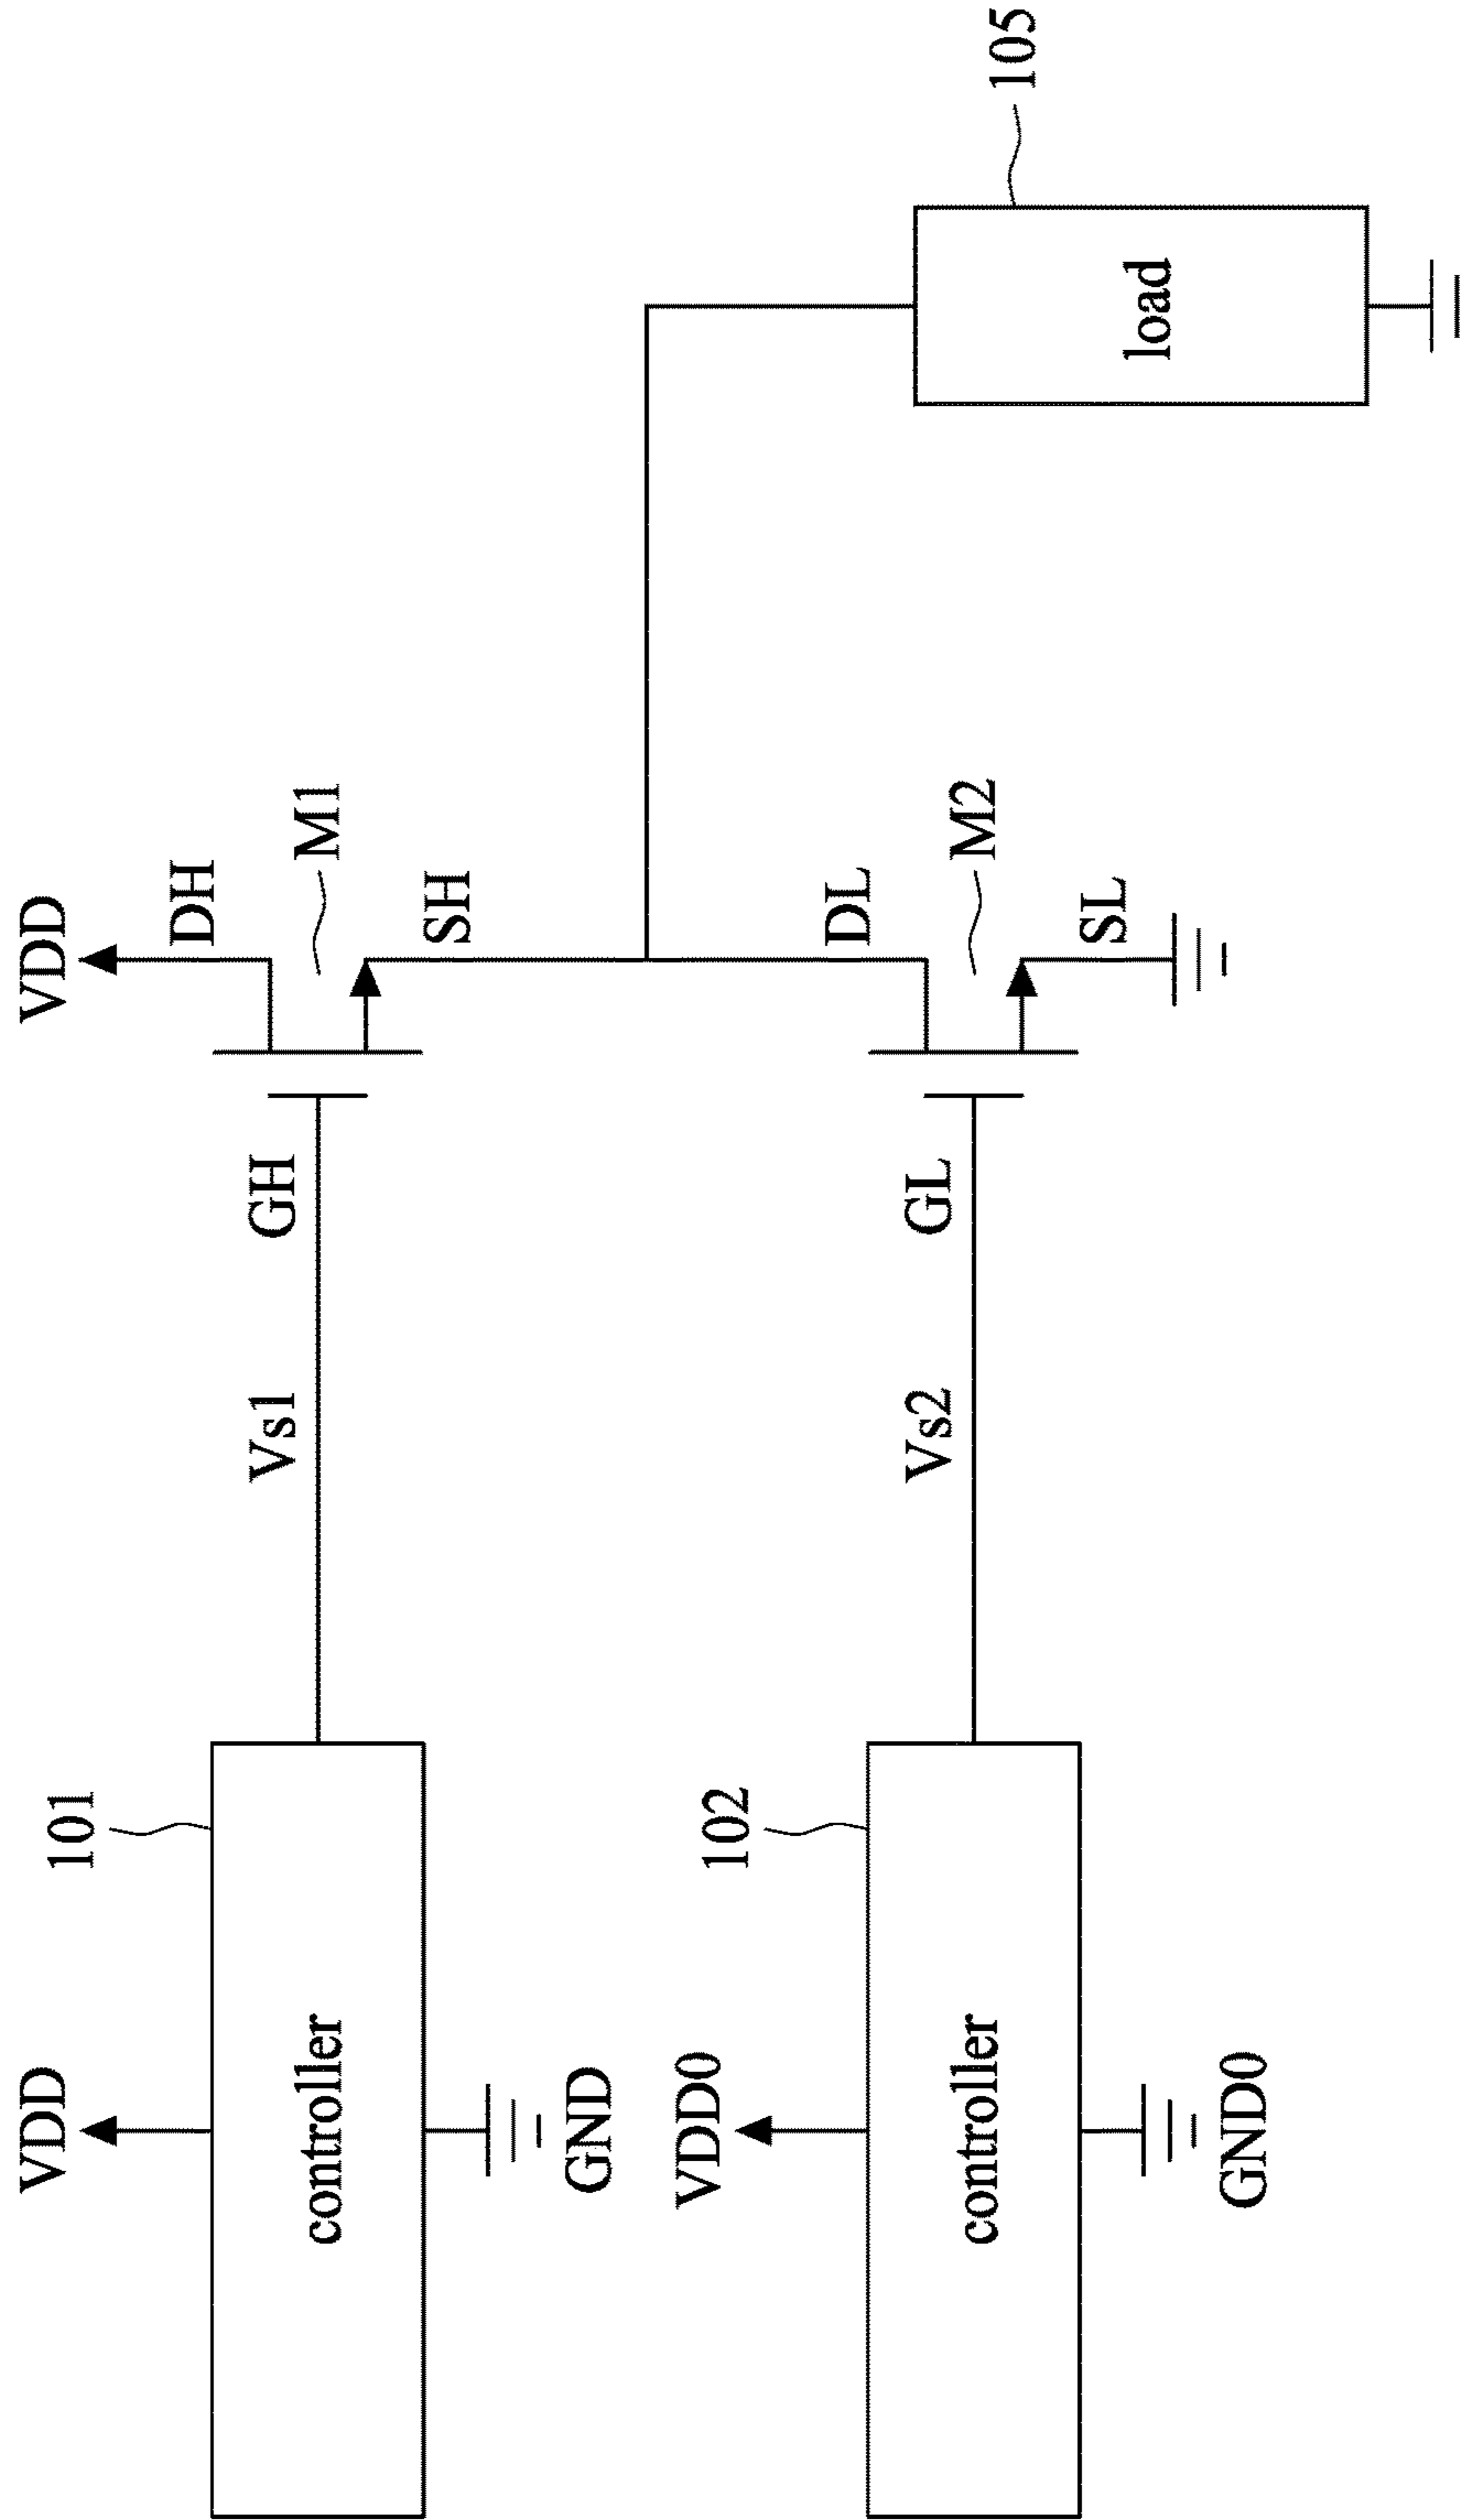 VDD
VDD
101
DH
controller
Vs1
GH
M1
SH
GND
VDD0
102
DL
controller
Vs2
GL
M2
SL
GND0
105
load